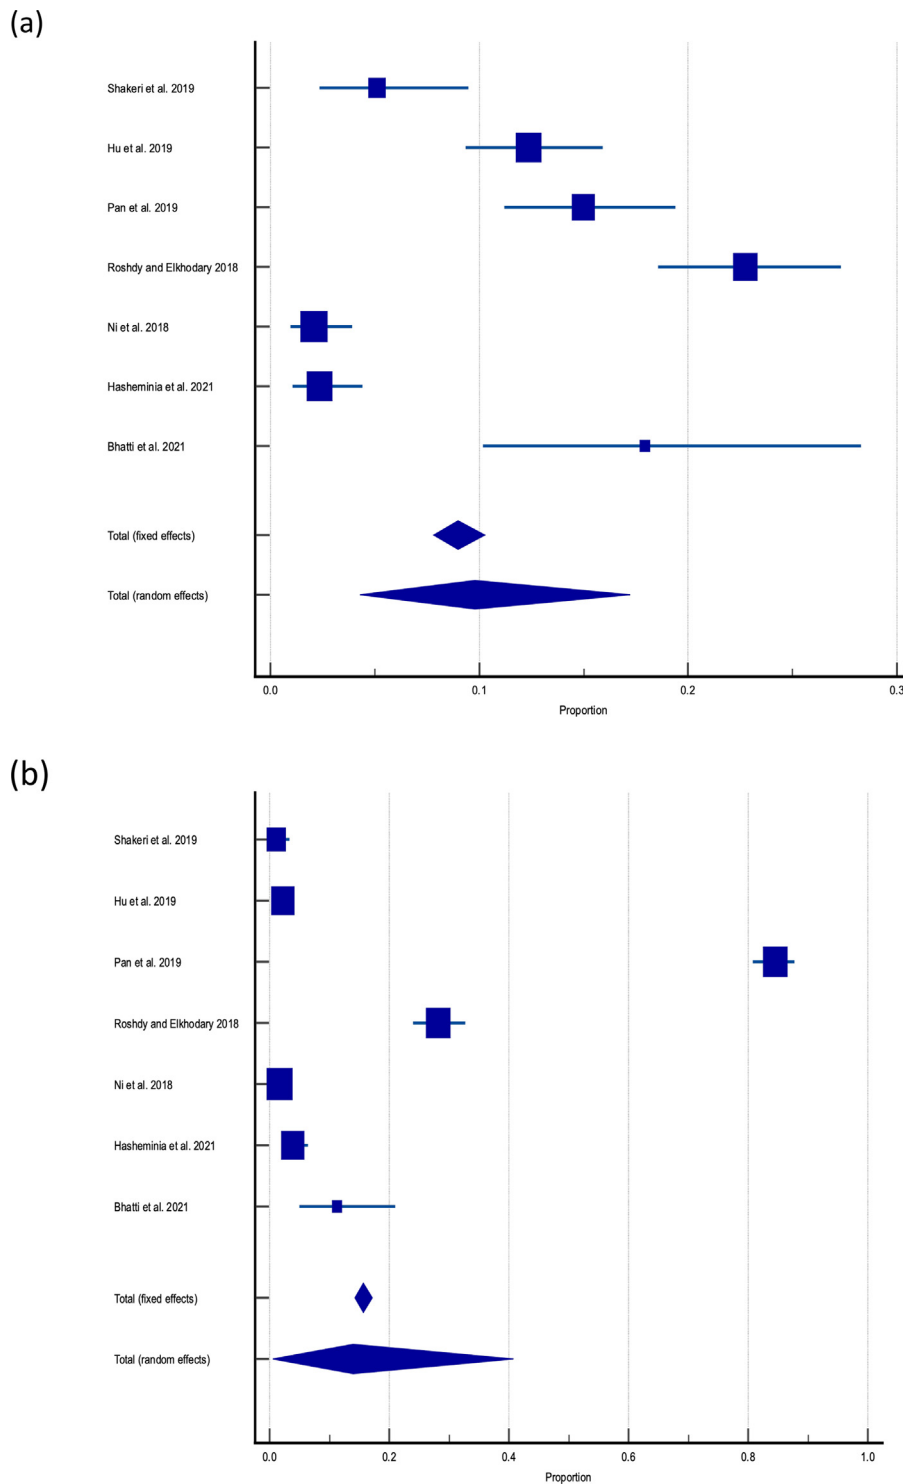 (a)
Shakeri et al. 2019
Hu et al. 2019
Pan et al. 2019
Roshdy and Elkhodary 2018
Ni et al. 2018
Hasheminia et al. 2021
Bhatti et al. 2021
Total (fixed effects)
Total (random effects)
0.0 0.1 0.2 0.3
Proportion
(b)
Shakeri et al. 2019
Hu et al. 2019
Pan et al. 2019
Roshdy and Elkhodary 2018
Ni et al. 2018
Hasheminia et al. 2021
Bhatti et al. 2021
Total (fixed effects)
Total (random effects)
0.0 0.2 0.4 0.6 0.8 1.0
Proportion